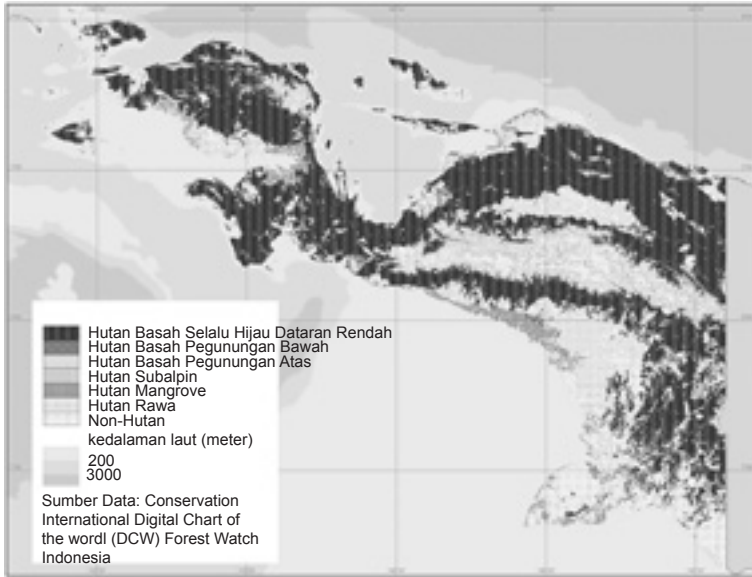 Hutan Basah Selalu Hijau Dataran Rendah
Hutan Basah Pegunungan Bawah
Hutan Basah Pegunungan Atas
Hutan Subalpin
Hutan Mangrove
Hutan Rawa
Non-Hutan
kedalaman laut (meter)
200
3000
Sumber Data: Conservation
International Digital Chart of
the wordl (DCW) Forest Watch
Indonesia